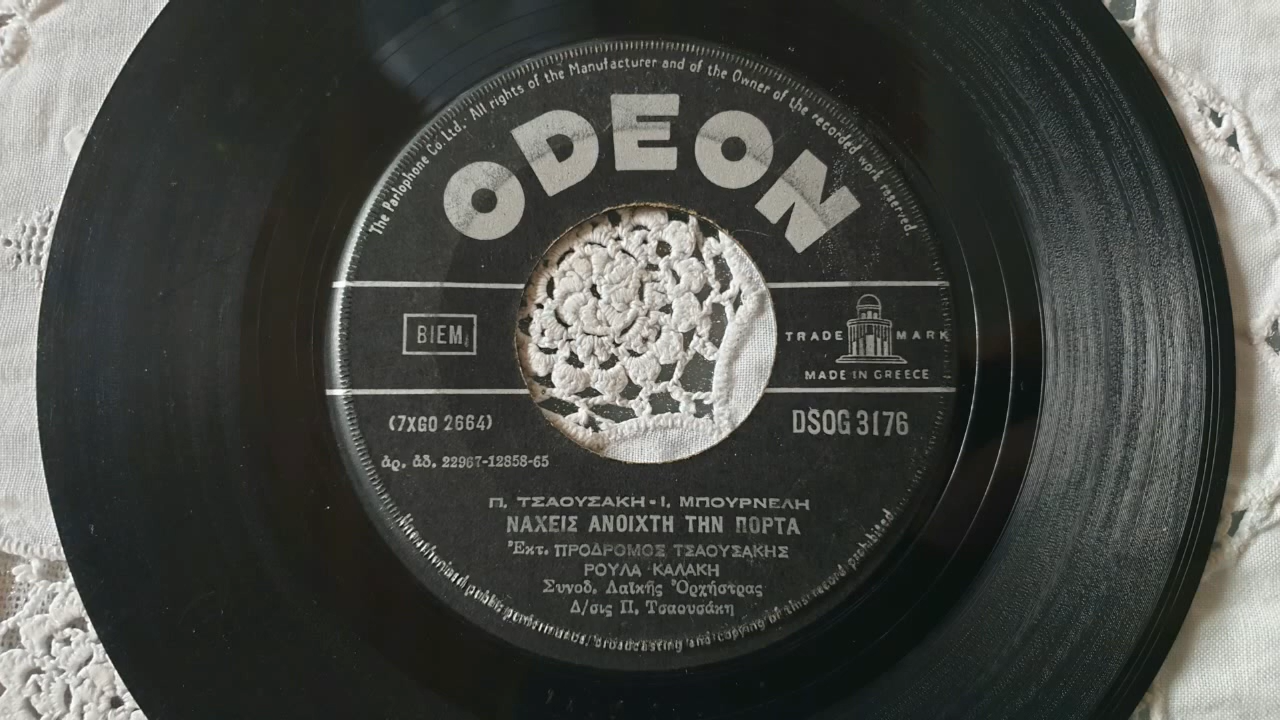 The Parlophone Co. Ltd. All rights of the Manufacturer and of the Owner of the recorded work reserved.
ODEON
BIEM
TRADE MARK
MADE IN GREECE
(7XGO 2664)
DSOG 3176
ἀρ. ἀδ. 22967-12858-65
Π. ΤΣΑΟΥΣΑΚΗ - Ι. ΜΠΟΥΡΝΕΛΗ
ΝΑΧΕΙΣ ΑΝΟΙΧΤΗ ΤΗΝ ΠΟΡΤΑ
Ἐκτ. ΠΡΟΔΡΟΜΟΣ ΤΣΑΟΥΣΑΚΗΣ
ΡΟΥΛΑ ΚΑΛΑΚΗ
Συνοδ. Λαϊκῆς Ὀρχήστρας
Δ/σις Π. Τσαουσάκη
Unauthorised public performance, broadcasting and copying of this record prohibited.